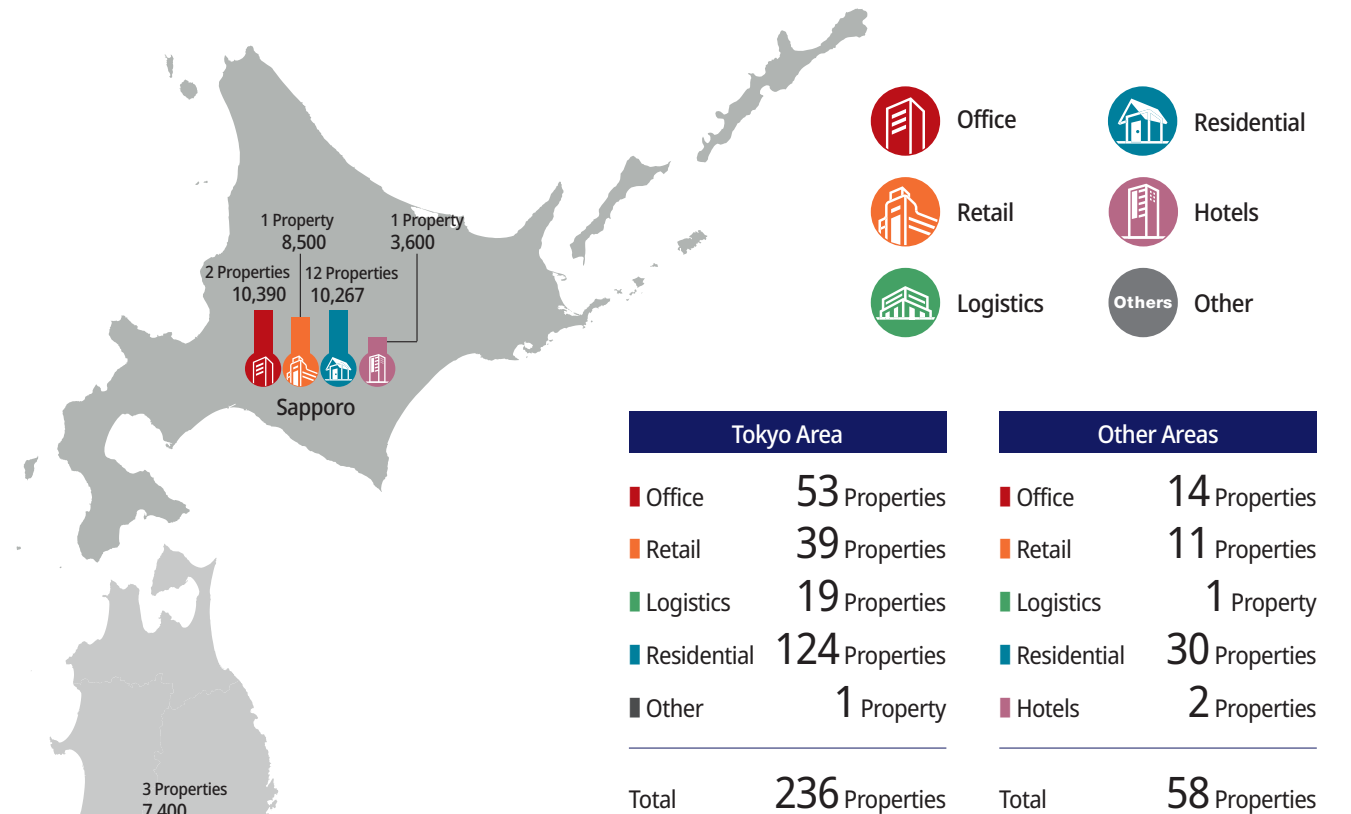 1 Property
8,500
1 Property
3,600
2 Properties
10,390
12 Properties
10,267
Sapporo
3 Properties
7,400
Office
Residential
Retail
Hotels
Logistics
Others
Other
Tokyo Area
Office 53 Properties
Retail 39 Properties
Logistics 19 Properties
Residential 124 Properties
Other 1 Property
Total 236 Properties
Other Areas
Office 14 Properties
Retail 11 Properties
Logistics 1 Property
Residential 30 Properties
Hotels 2 Properties
Total 58 Properties